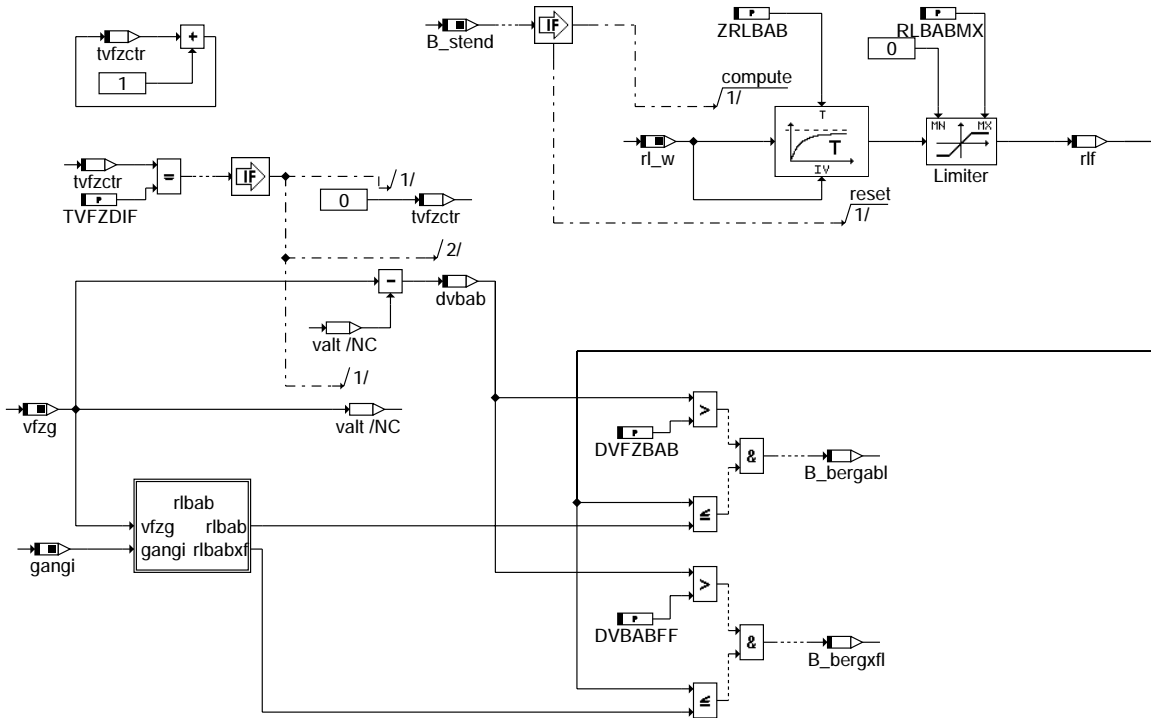 P
P
B_stend
IF
ZRLBAB
RLBABMX
tvfzctr
+
0
1
compute
1/
T
MN
MX
T
rl_w
IV
rlf
Limiter
tvfzctr
=
IF
1/
reset
1/
P
TVFZDIF
0
tvfzctr
2/
-
dvbab
valt /NC
1/
vfzg
valt /NC
>
P
DVFZBAB
&
B_bergabl
rlbab
≤
vfzg rlbab
gangi rlbabxf
gangi
>
P
DVBABFF
&
B_bergxfl
≤